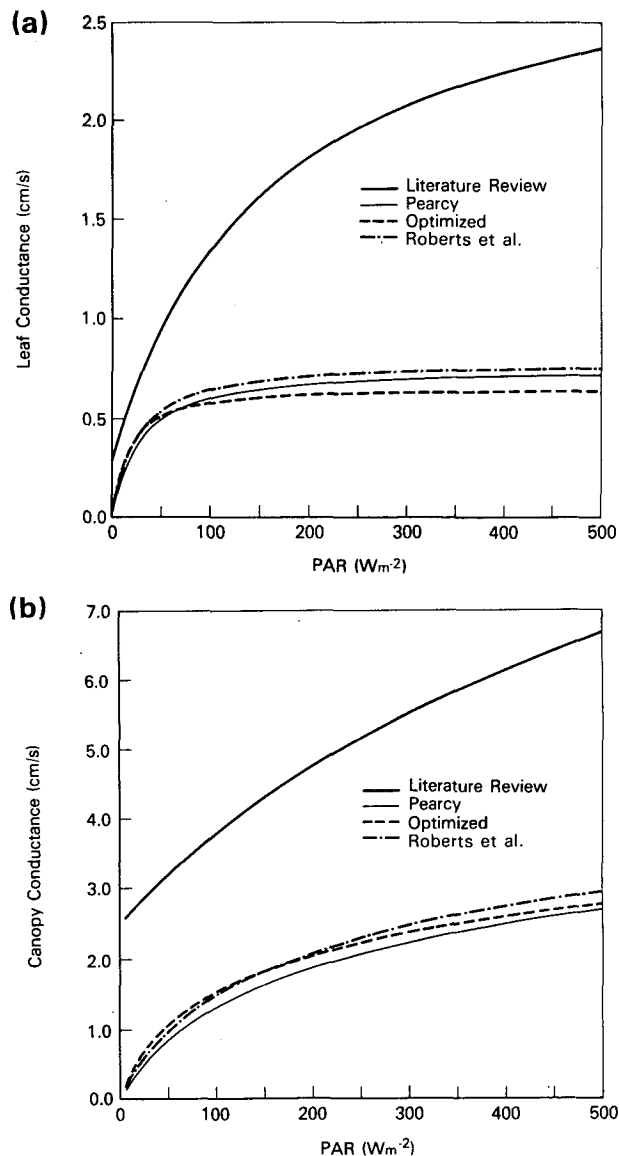 (a)
2.5
2.0
1.5
1.0
0.5
0.0
Leaf Conductance (cm/s)
Literature Review
Pearcy
Optimized
Roberts et al.
0 100 200 300 400 500
PAR (Wm-2)
(b)
7.0
6.0
5.0
4.0
3.0
2.0
1.0
0.0
Canopy Conductance (cm/s)
Literature Review
Pearcy
Optimized
Roberts et al.
0 100 200 300 400 500
PAR (Wm-2)